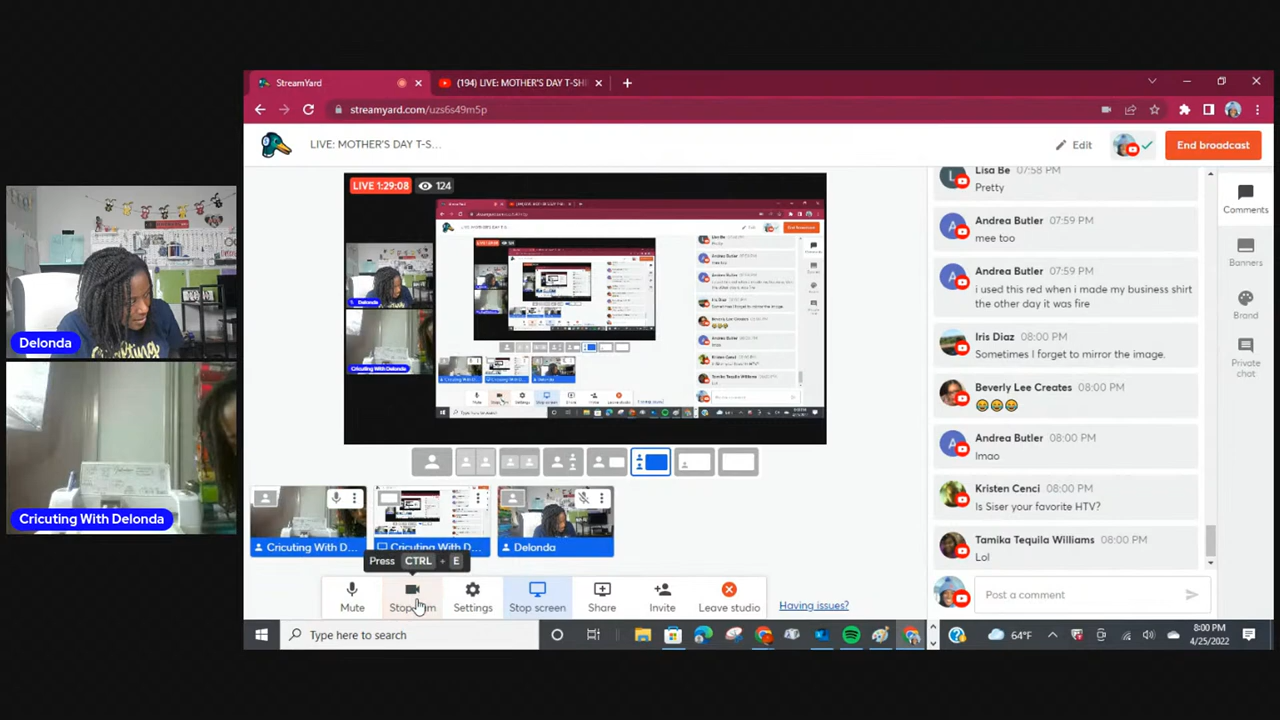 StreamYard
(194) LIVE: MOTHER'S DAY T-SH
streamyard.com/uzs6s49m5p
LIVE: MOTHER'S DAY T-S...
Edit
End broadcast
LIVE 1:29:08
124
Delonda
Cricuting With Delonda
Delonda
Cricuting With Delonda
Cricuting With D...
Cricuting With D...
Delonda
Press CTRL + E
Mute
Settings
Stop screen
Share
Invite
Leave studio
Having issues?
Lisa Be 07:58 PM
Pretty
Andrea Butler 07:59 PM
mee too
Andrea Butler 07:59 PM
i used this red when i made my business shirt
the other day it was fire
Iris Diaz 08:00 PM
Sometimes I forget to mirror the image.
Beverly Lee Creates 08:00 PM
😂😂😂
Andrea Butler 08:00 PM
lmao
Kristen Cenci 08:00 PM
Is Siser your favorite HTV?
Tamika Tequila Williams 08:00 PM
Lol
Post a comment
Comments
Banners
Brand
Private
chat
Type here to search
64°F
8:00 PM
4/25/2022